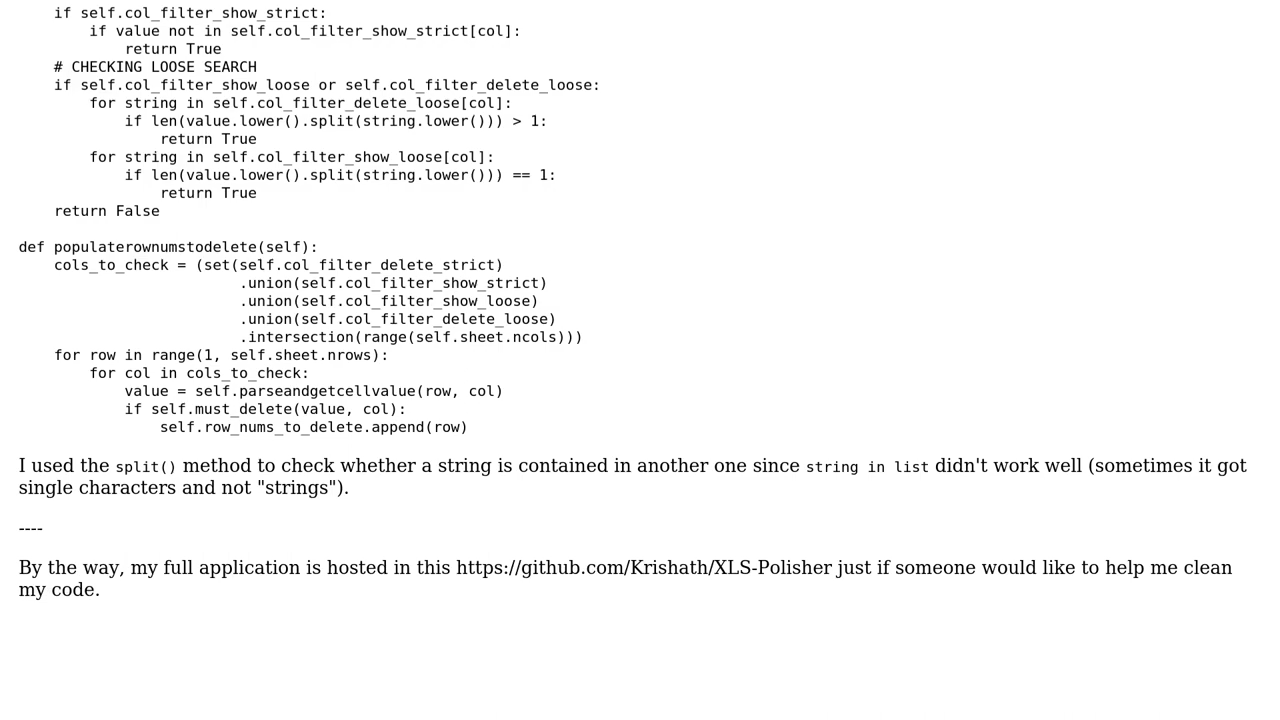 if self.col_filter_show_strict:
        if value not in self.col_filter_show_strict[col]:
            return True
    # CHECKING LOOSE SEARCH
    if self.col_filter_show_loose or self.col_filter_delete_loose:
        for string in self.col_filter_delete_loose[col]:
            if len(value.lower().split(string.lower())) > 1:
                return True
        for string in self.col_filter_show_loose[col]:
            if len(value.lower().split(string.lower())) == 1:
                return True
    return False

def populaterownumstodelete(self):
    cols_to_check = (set(self.col_filter_delete_strict)
                         .union(self.col_filter_show_strict)
                         .union(self.col_filter_show_loose)
                         .union(self.col_filter_delete_loose)
                         .intersection(range(self.sheet.ncols)))
    for row in range(1, self.sheet.nrows):
        for col in cols_to_check:
            value = self.parseandgetcellvalue(row, col)
            if self.must_delete(value, col):
                self.row_nums_to_delete.append(row)

I used the split() method to check whether a string is contained in another one since string in list didn't work well (sometimes it got
single characters and not "strings").

----

By the way, my full application is hosted in this https://github.com/Krishath/XLS-Polisher just if someone would like to help me clean
my code.